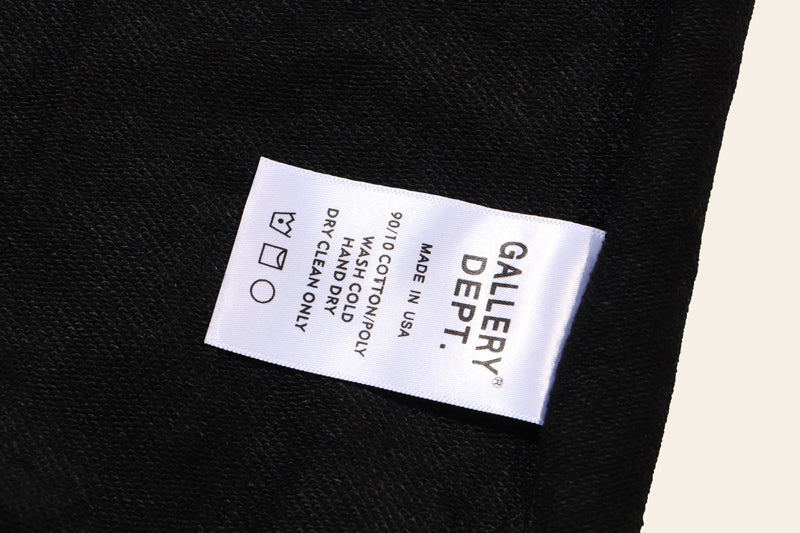 GALLERY
DEPT.®
MADE IN USA
90/10 COTTON/POLY
WASH COLD
HAND DRY
DRY CLEAN ONLY